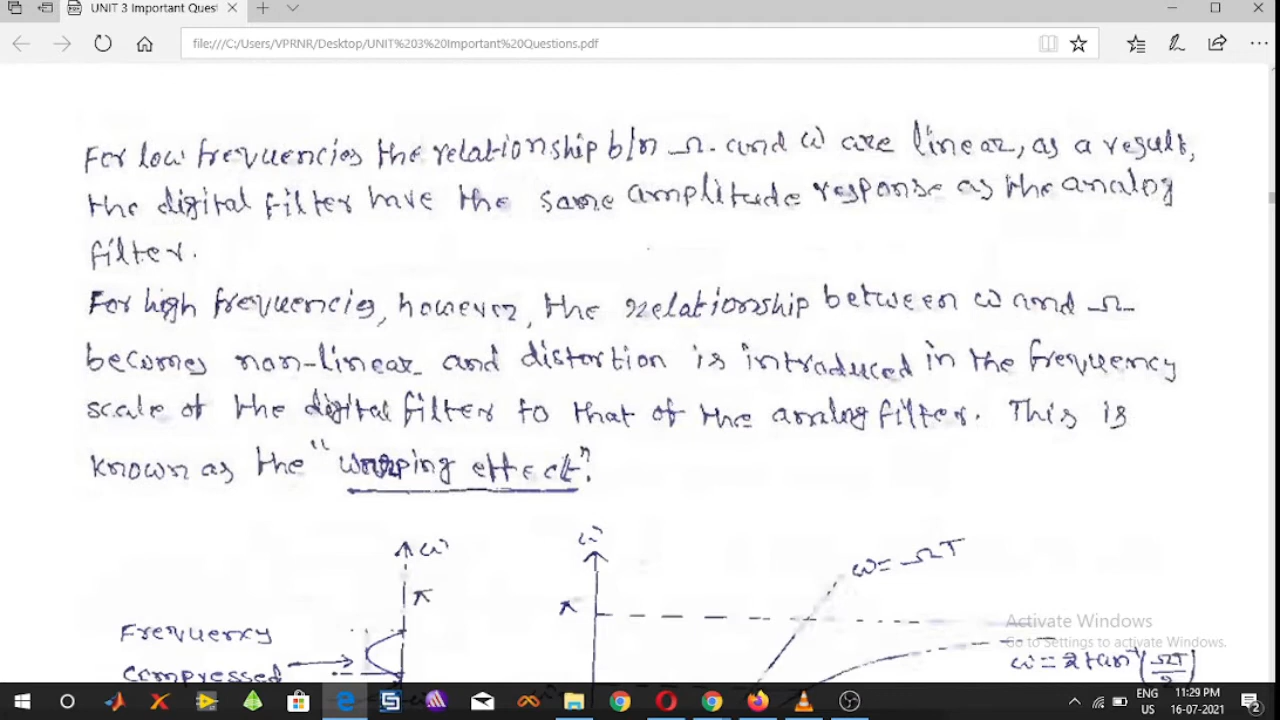 UNIT 3 Important Quest
file:///C:/Users/VPRNR/Desktop/UNIT%203%20Important%20Questions.pdf
For low frequencies the relationship b/n Ω and ω are linear, as a result,
the digital filter have the same amplitude response as the analog
filter.
For high frequencies, however, the relationship between ω and Ω
becomes non-linear and distortion is introduced in the frequency
scale of the digital filter to that of the analog filter. This is
known as the "warping effect".
ω
ω
ω = ΩT
π
π
Frequency
compressed
Activate Windows
Go to Settings to activate Windows.
ω = 2 tan⁻¹(ΩT/2)
ENG 11:29 PM
US 16-07-2021
2